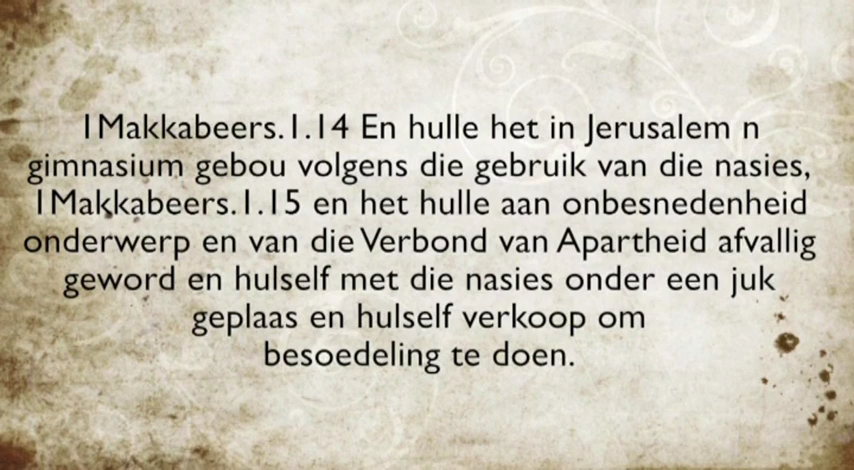 1Makkabeers.1.14 En hulle het in Jerusalem n
gimnasium gebou volgens die gebruik van die nasies,
1Makkabeers.1.15 en het hulle aan onbesnedenheid
onderwerp en van die Verbond van Apartheid afvallig
geword en hulself met die nasies onder een juk
geplaas en hulself verkoop om
besoedeling te doen.